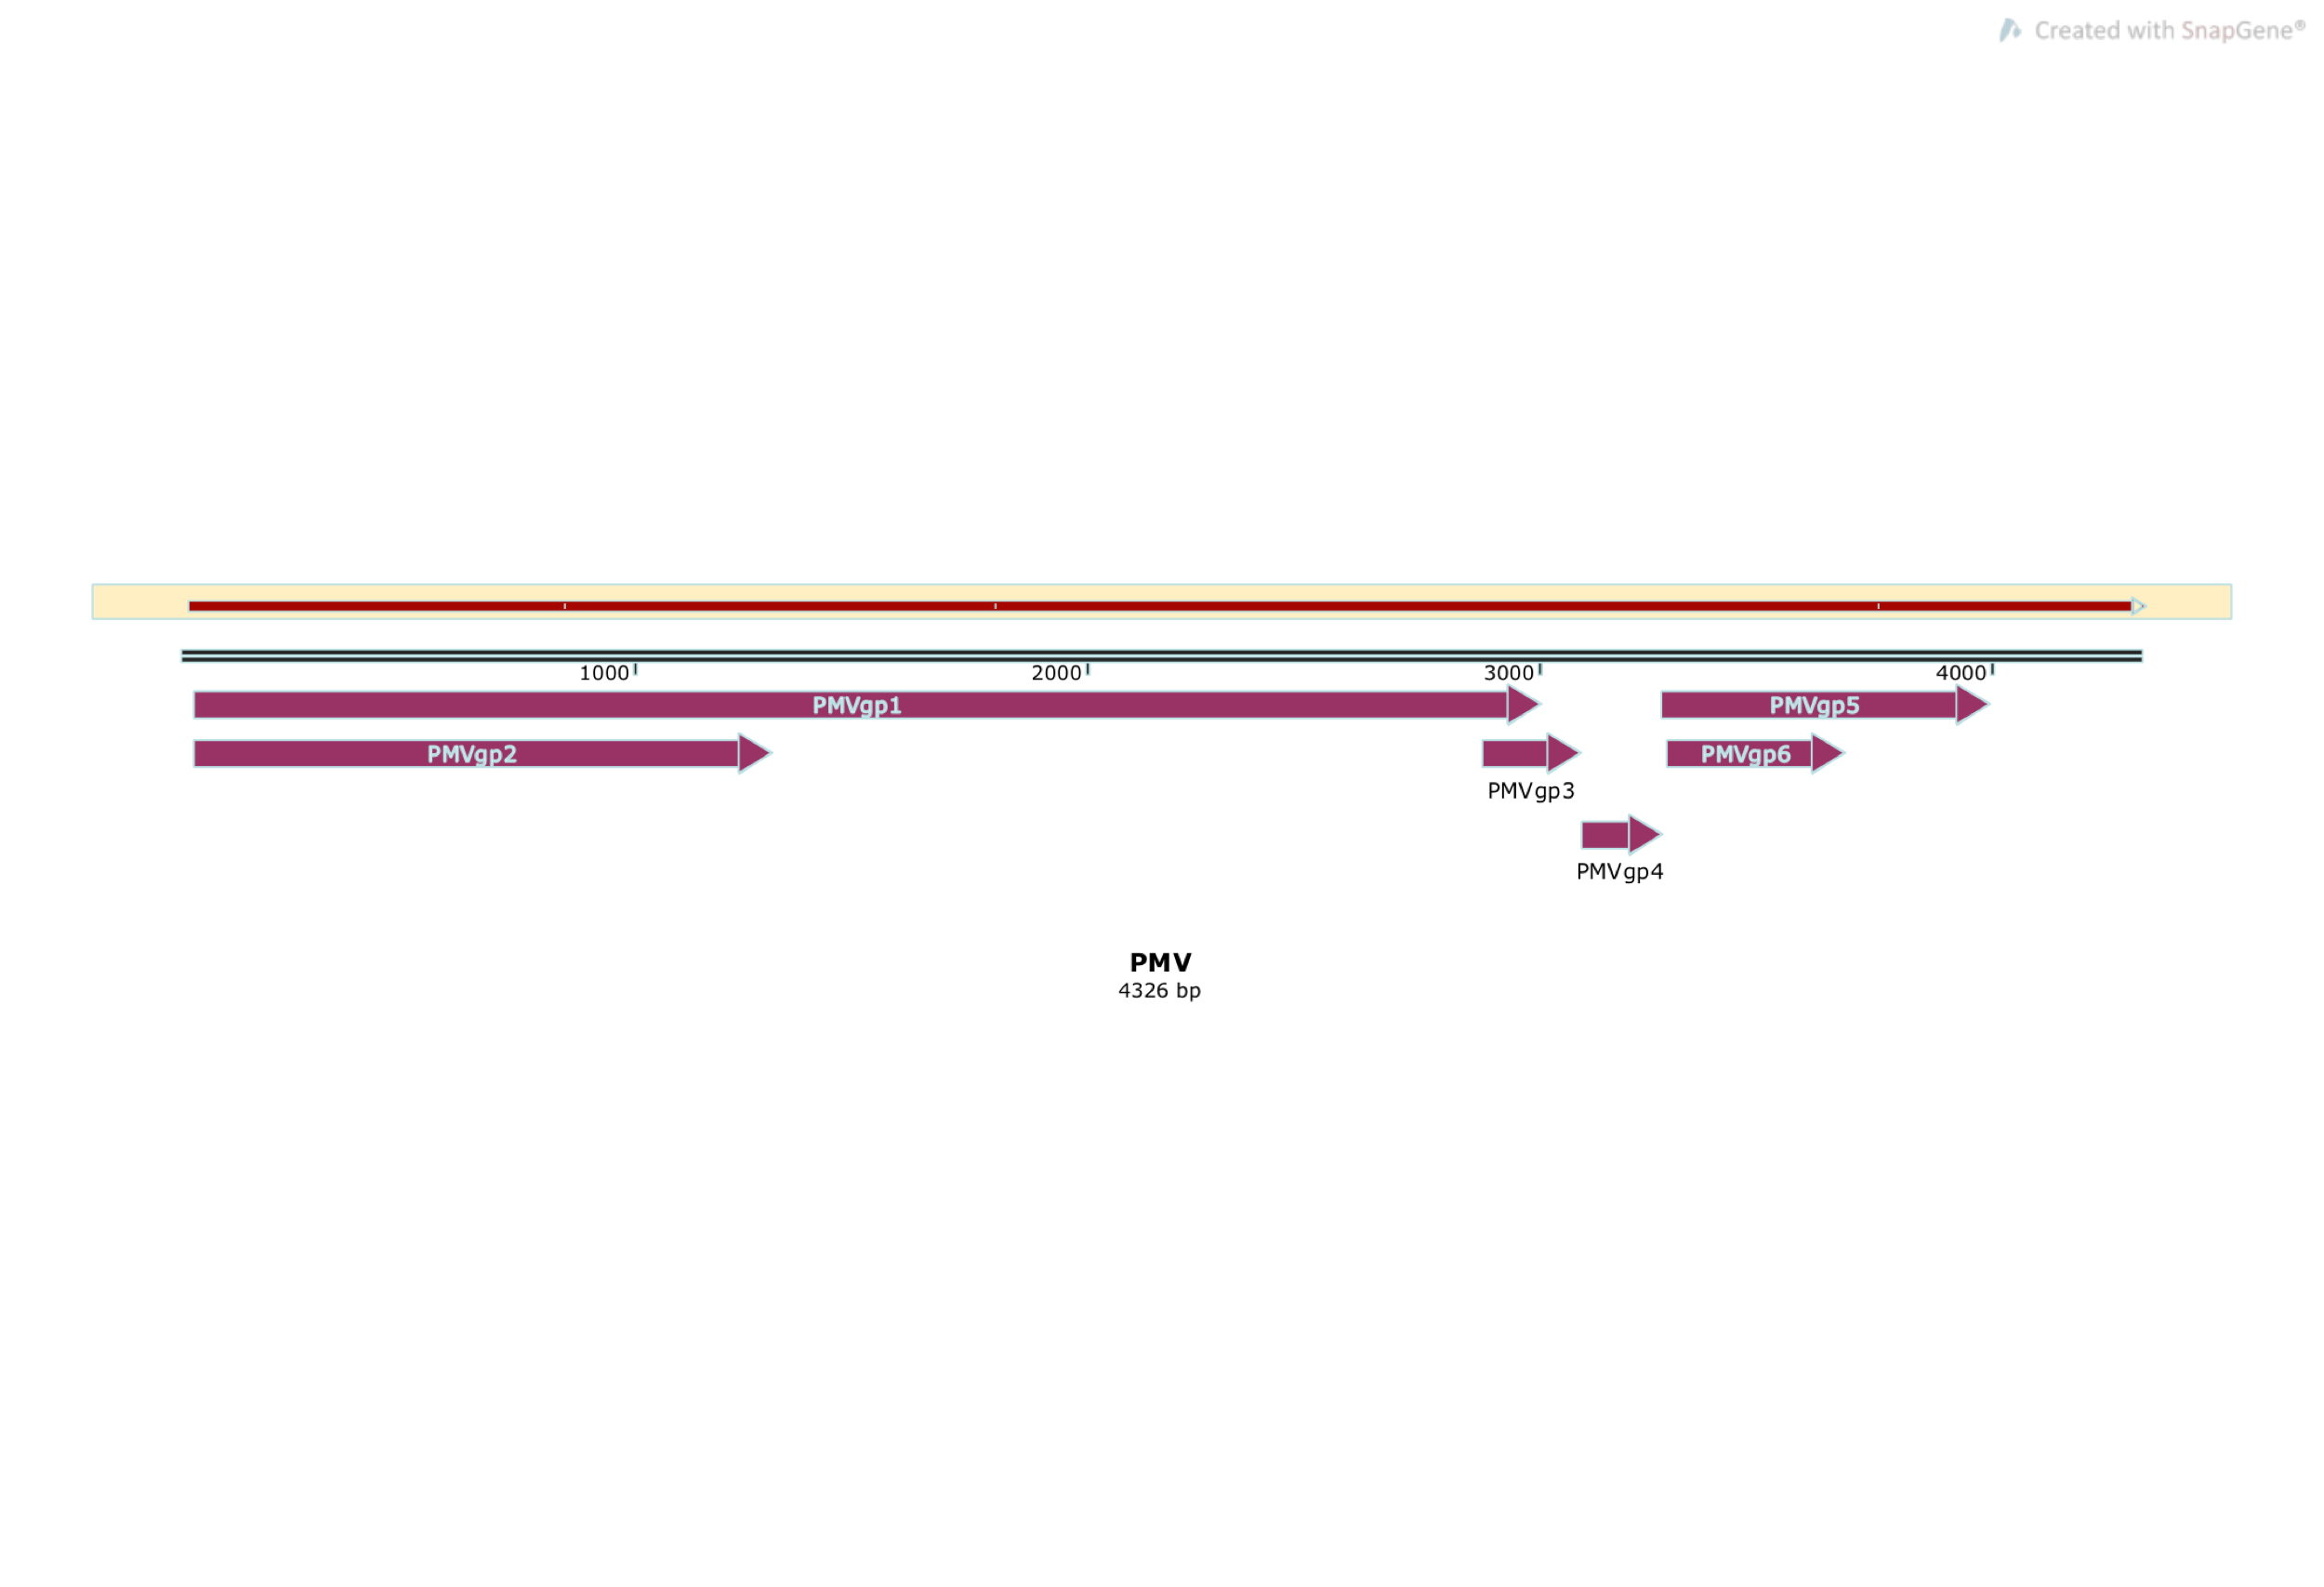 Created with SnapGene®
1000 2000 3000 4000
PMVgp1 PMVgp5
PMVgp2 PMVgp6
PMVgp3
PMVgp4
PMV
4326 bp